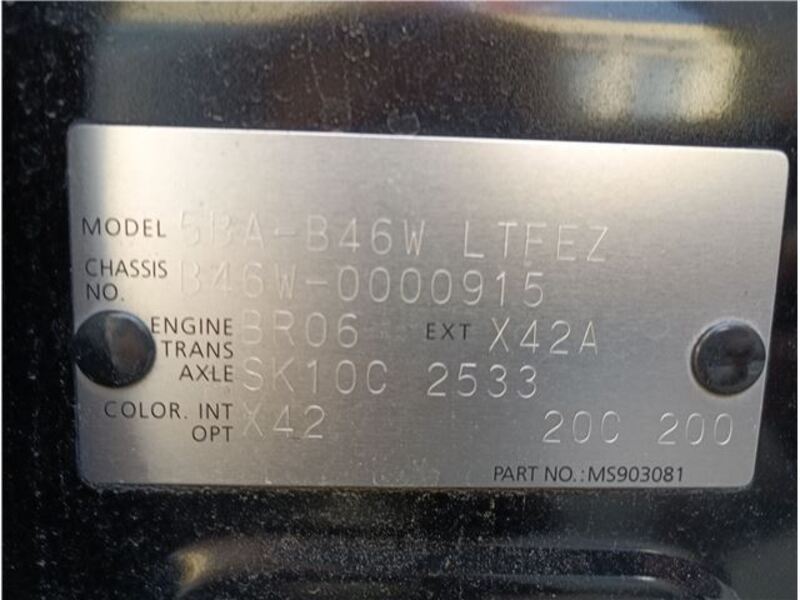 MODEL 5BA-B46W LTEEZ
CHASSIS NO. B46W-0000915
ENGINE BR06 EXT X42A
TRANS AXLE SK10C 2533
COLOR. INT OPT X42 20C 200
PART NO.:MS903081